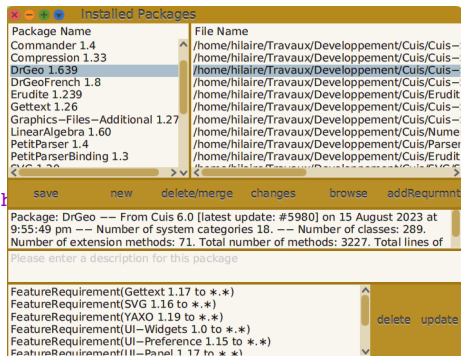 Installed Packages
Package Name
File Name
Commander 1.4
/home/hilaire/Travaux/Developpement/Cuis/Cuis-
Compression 1.33
/home/hilaire/Travaux/Developpement/Cuis/Cuis-
DrGeo 1.639
/home/hilaire/Travaux/Developpement/Cuis/Cuis-
DrGeoFrench 1.8
/home/hilaire/Travaux/Developpement/Cuis/Cuis-
Erudite 1.239
/home/hilaire/Travaux/Developpement/Cuis/Erudit
Gettext 1.26
/home/hilaire/Travaux/Developpement/Cuis/Cuis-
Graphics-Files-Additional 1.27
/home/hilaire/Travaux/Developpement/Cuis/Cuis-
LinearAlgebra 1.60
/home/hilaire/Travaux/Developpement/Cuis/Nume
PetitParser 1.4
/home/hilaire/Travaux/Developpement/Cuis/Parser
PetitParserBinding 1.3
/home/hilaire/Travaux/Developpement/Cuis/Erudit
save new delete/merge changes browse addRequrmnt
Package: DrGeo -- From Cuis 6.0 [latest update: #5980] on 15 August 2023 at
9:55:49 pm -- Number of system categories 18. -- Number of classes: 289.
Number of extension methods: 71. Total number of methods: 3227. Total lines of
Please enter a description for this package
FeatureRequirement(Gettext 1.17 to *.*)
FeatureRequirement(SVG 1.16 to *.*)
FeatureRequirement(YAXO 1.19 to *.*)
FeatureRequirement(UI-Widgets 1.0 to *.*)
FeatureRequirement(UI-Preference 1.15 to *.*)
FeatureRequirement(UI-Panel 1.17 to *.*)
delete update